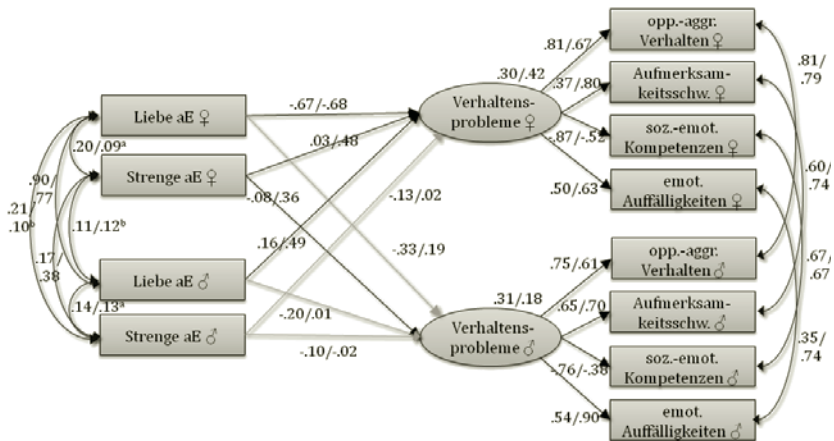 opp.-aggr.
Verhalten ♀
.81/.67
.30/.42
.81/
.79
Aufmerksam-
keitsschw. ♀
.37/.80
Verhaltens-
probleme ♀
-.67/-.68
Liebe aE ♀
soz.-emot.
Kompetenzen ♀
-.87/-.52
.03/.48
.20/.09ᵃ
Strenge aE ♀
.90/
.77
.60/
.74
emot.
Auffälligkeiten ♀
.50/.63
-.13/.02
-.08/.36
.21/
.10ᵇ
.11/.12ᵇ
.16/.49
-.33/.19
opp.-aggr.
Verhalten ♂
.75/.61
.67/
.67
.17/
.38
Liebe aE ♂
.31/.18
.65/.70
Aufmerksam-
keitsschw. ♂
.14/.13ᵃ
-.20/.01
Strenge aE ♂
Verhaltens-
probleme ♂
.35/
.74
-.10/-.02
-.76/-.38
soz.-emot.
Kompetenzen ♂
.54/.90
emot.
Auffälligkeiten ♂